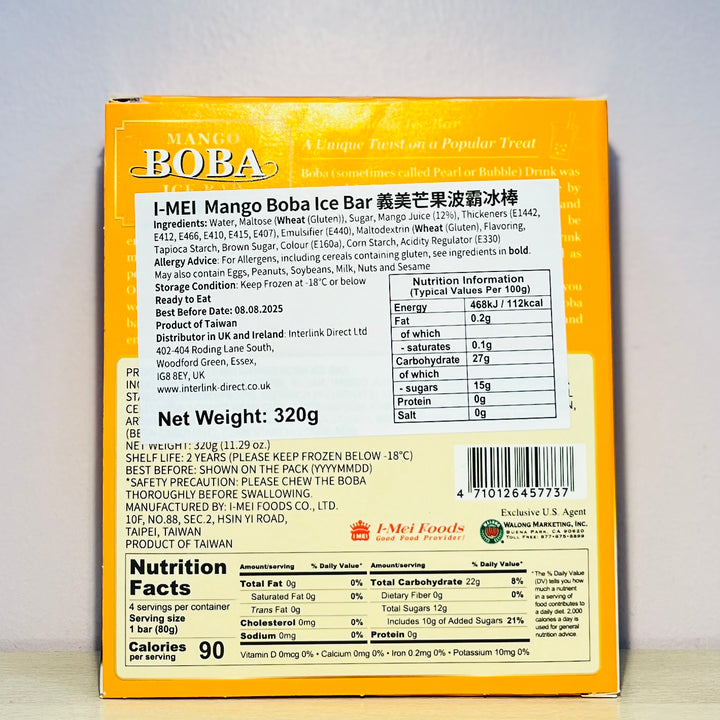 MANGO
BOBA
ICE BAR
A Unique Twist on a Popular Treat
Boba (sometimes called Pearl or Bubble) Drink was
I-MEI Mango Boba Ice Bar 義美芒果波霸冰棒
Ingredients: Water, Maltose (Wheat (Gluten)), Sugar, Mango Juice (12%), Thickeners (E1442,
E412, E466, E410, E415, E407), Emulsifier (E440), Maltodextrin (Wheat (Gluten), Flavoring,
Tapioca Starch, Brown Sugar, Colour (E160a), Corn Starch, Acidity Regulator (E330)
Allergy Advice: For Allergens, including cereals containing gluten, see ingredients in bold.
May also contain Eggs, Peanuts, Soybeans, Milk, Nuts and Sesame
Storage Condition: Keep Frozen at -18°C or below
Ready to Eat
Best Before Date: 08.08.2025
Product of Taiwan
Distributor in UK and Ireland: Interlink Direct Ltd
402-404 Roding Lane South,
Woodford Green, Essex,
IG8 8EY, UK
www.interlink-direct.co.uk
Net Weight: 320g
Nutrition Information
(Typical Values Per 100g)
Energy 468kJ / 112kcal
Fat 0.2g
of which
- saturates 0.1g
Carbohydrate 27g
of which
- sugars 15g
Protein 0g
Salt 0g
NET WEIGHT: 320g (11.29 oz.)
SHELF LIFE: 2 YEARS (PLEASE KEEP FROZEN BELOW -18°C)
BEST BEFORE: SHOWN ON THE PACK (YYYYMMDD)
*SAFETY PRECAUTION: PLEASE CHEW THE BOBA
THOROUGHLY BEFORE SWALLOWING.
MANUFACTURED BY: I-MEI FOODS CO., LTD.
10F, NO.88, SEC.2, HSIN YI ROAD,
TAIPEI, TAIWAN
PRODUCT OF TAIWAN
4 710126 457737
I-MEI
I-Mei Foods
Good Food Provider!
Exclusive U.S. Agent
WALONG MARKETING, INC.
BUENA PARK, CA 90620
TOLL FREE: 877-675-8899
Nutrition
Facts
4 servings per container
Serving size
1 bar (80g)
Calories 90
per serving
Amount/serving % Daily Value*
Total Fat 0g 0%
Saturated Fat 0g 0%
Trans Fat 0g
Cholesterol 0mg 0%
Sodium 0mg 0%
Amount/serving % Daily Value*
Total Carbohydrate 22g 8%
Dietary Fiber 0g 0%
Total Sugars 12g
Includes 10g of Added Sugars 21%
Protein 0g
Vitamin D 0mcg 0% • Calcium 0mg 0% • Iron 0.2mg 0% • Potassium 10mg 0%
*The % Daily Value
(DV) tells you how
much a nutrient
in a serving of
food contributes to
a daily diet. 2,000
calories a day is
used for general
nutrition advice.